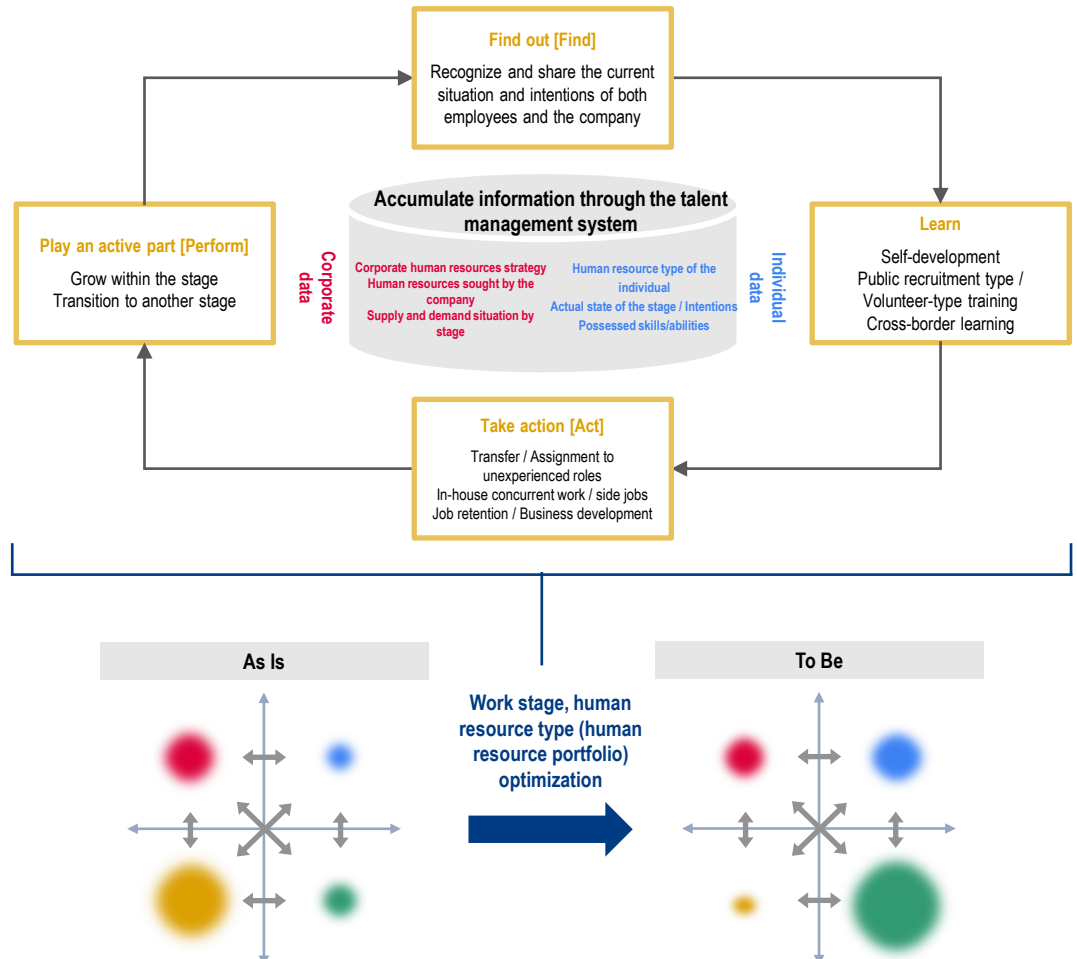 Find out [Find]
Recognize and share the current
situation and intentions of both
employees and the company
Accumulate information through the talent
management system
Play an active part [Perform]
Grow within the stage
Transition to another stage
Corporate
data
Corporate human resources strategy
Human resources sought by the
company
Supply and demand situation by
stage
Human resource type of the
individual
Actual state of the stage / Intentions
Possessed skills/abilities
Individual
data
Learn
Self-development
Public recruitment type /
Volunteer-type training
Cross-border learning
Take action [Act]
Transfer / Assignment to
unexperienced roles
In-house concurrent work / side jobs
Job retention / Business development
As Is
Work stage, human
resource type (human
resource portfolio)
optimization
To Be